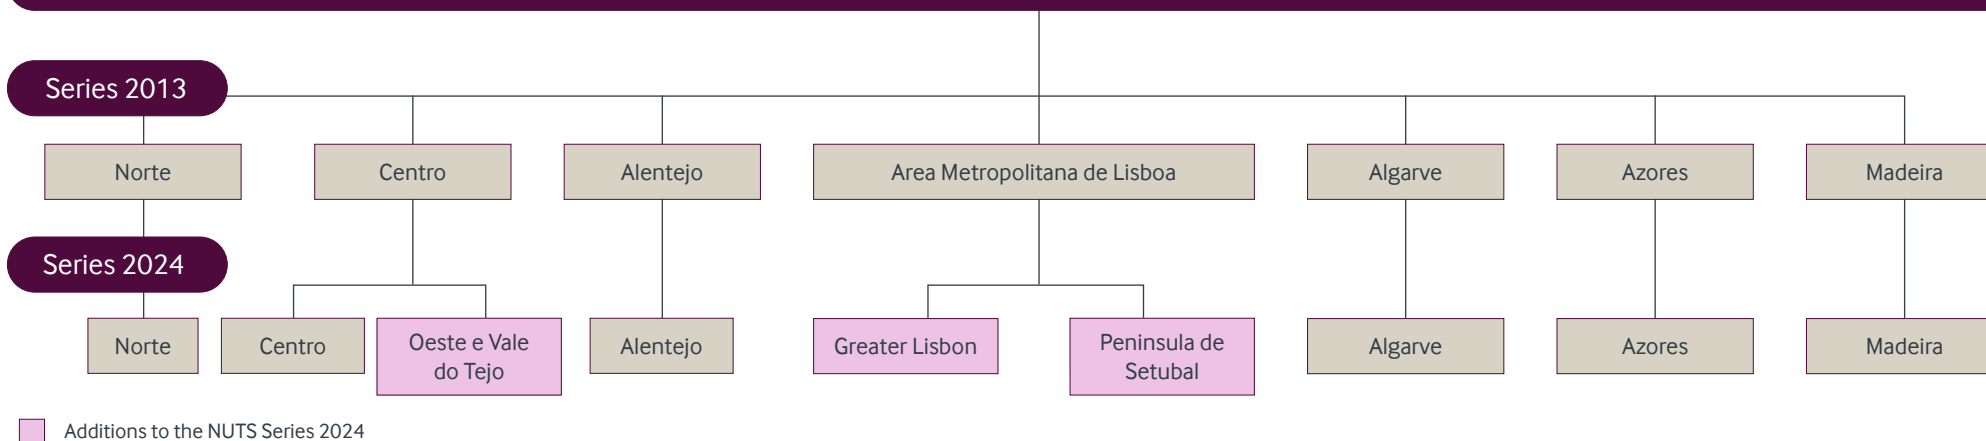 Series 2013
Norte
Centro
Alentejo
Area Metropolitana de Lisboa
Algarve
Azores
Madeira
Series 2024
Norte
Centro
Oeste e Vale
do Tejo
Alentejo
Greater Lisbon
Peninsula de
Setubal
Algarve
Azores
Madeira
Additions to the NUTS Series 2024